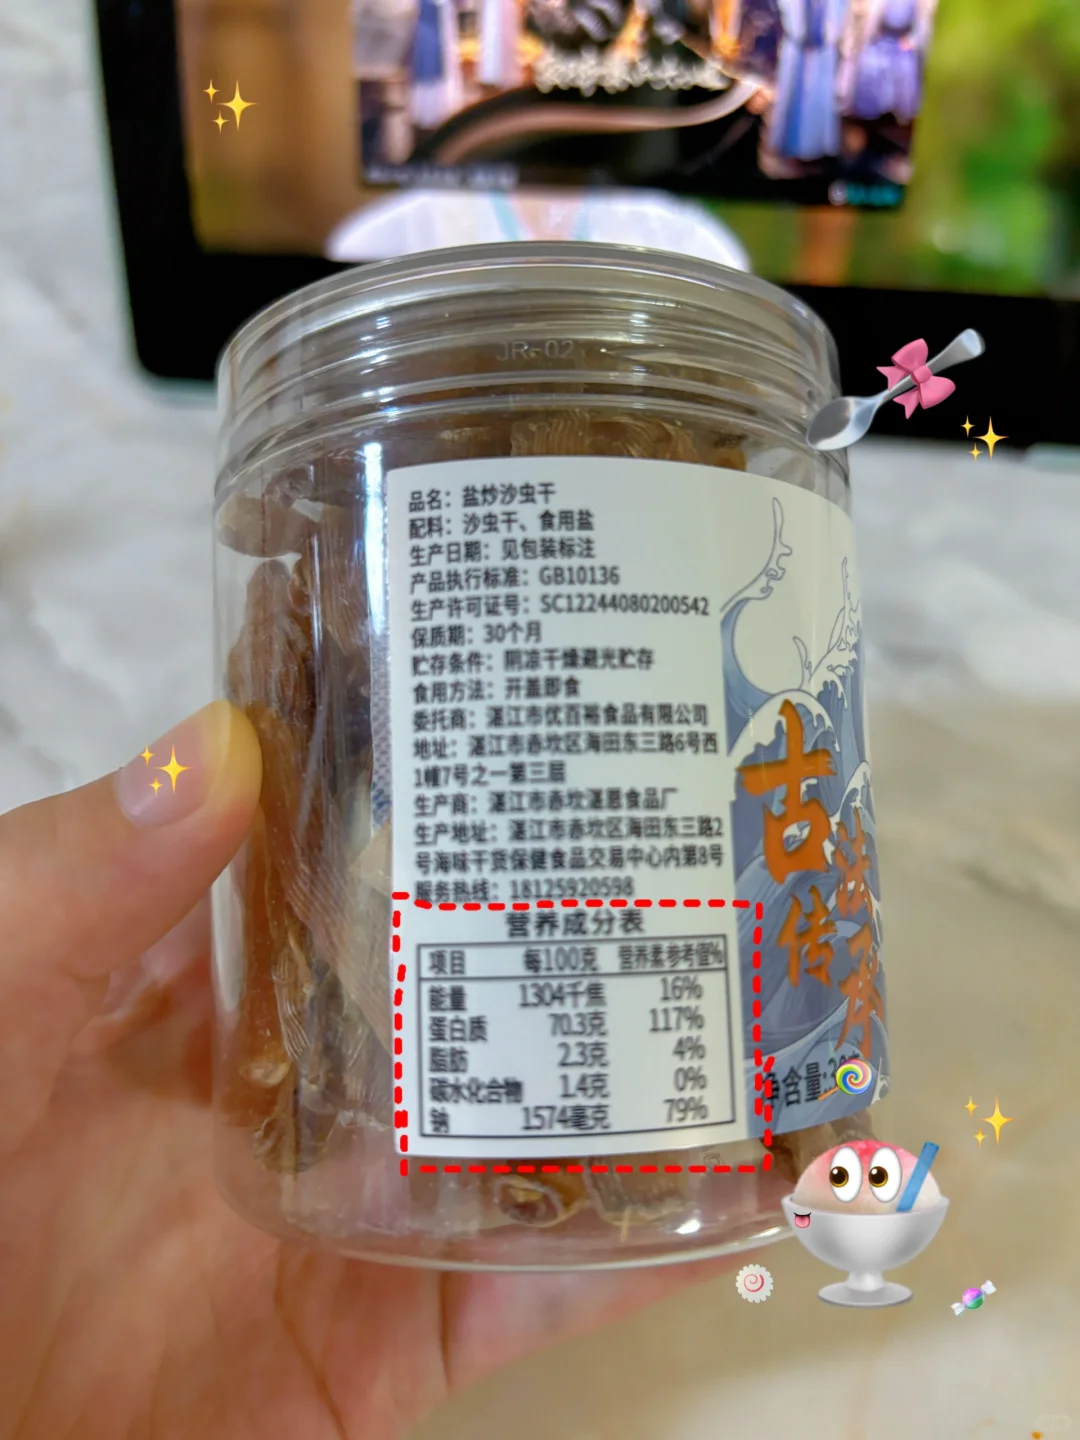 JR-02
品名：盐炒沙虫干
配料：沙虫干、食用盐
生产日期：见包装标注
产品执行标准：GB10136
生产许可证号：SC12244080200542
保质期：30个月
贮存条件：阴凉干燥避光贮存
食用方法：开盖即食
委托商：湛江市优百裕食品有限公司
地址：湛江市赤坎区海田东三路6号西
1幢7号之一第三层
生产商：湛江市赤坎湛恩食品厂
生产地址：湛江市赤坎区海田东三路2
号海味干货保健食品交易中心内第8号
服务热线：18125920598
营养成分表
项目 每100克 营养素参考值%
能量 1304千焦 16%
蛋白质 70.3克 117%
脂肪 2.3克 4%
碳水化合物 1.4克 0%
钠 1574毫克 79%
古法
传承
净含量: